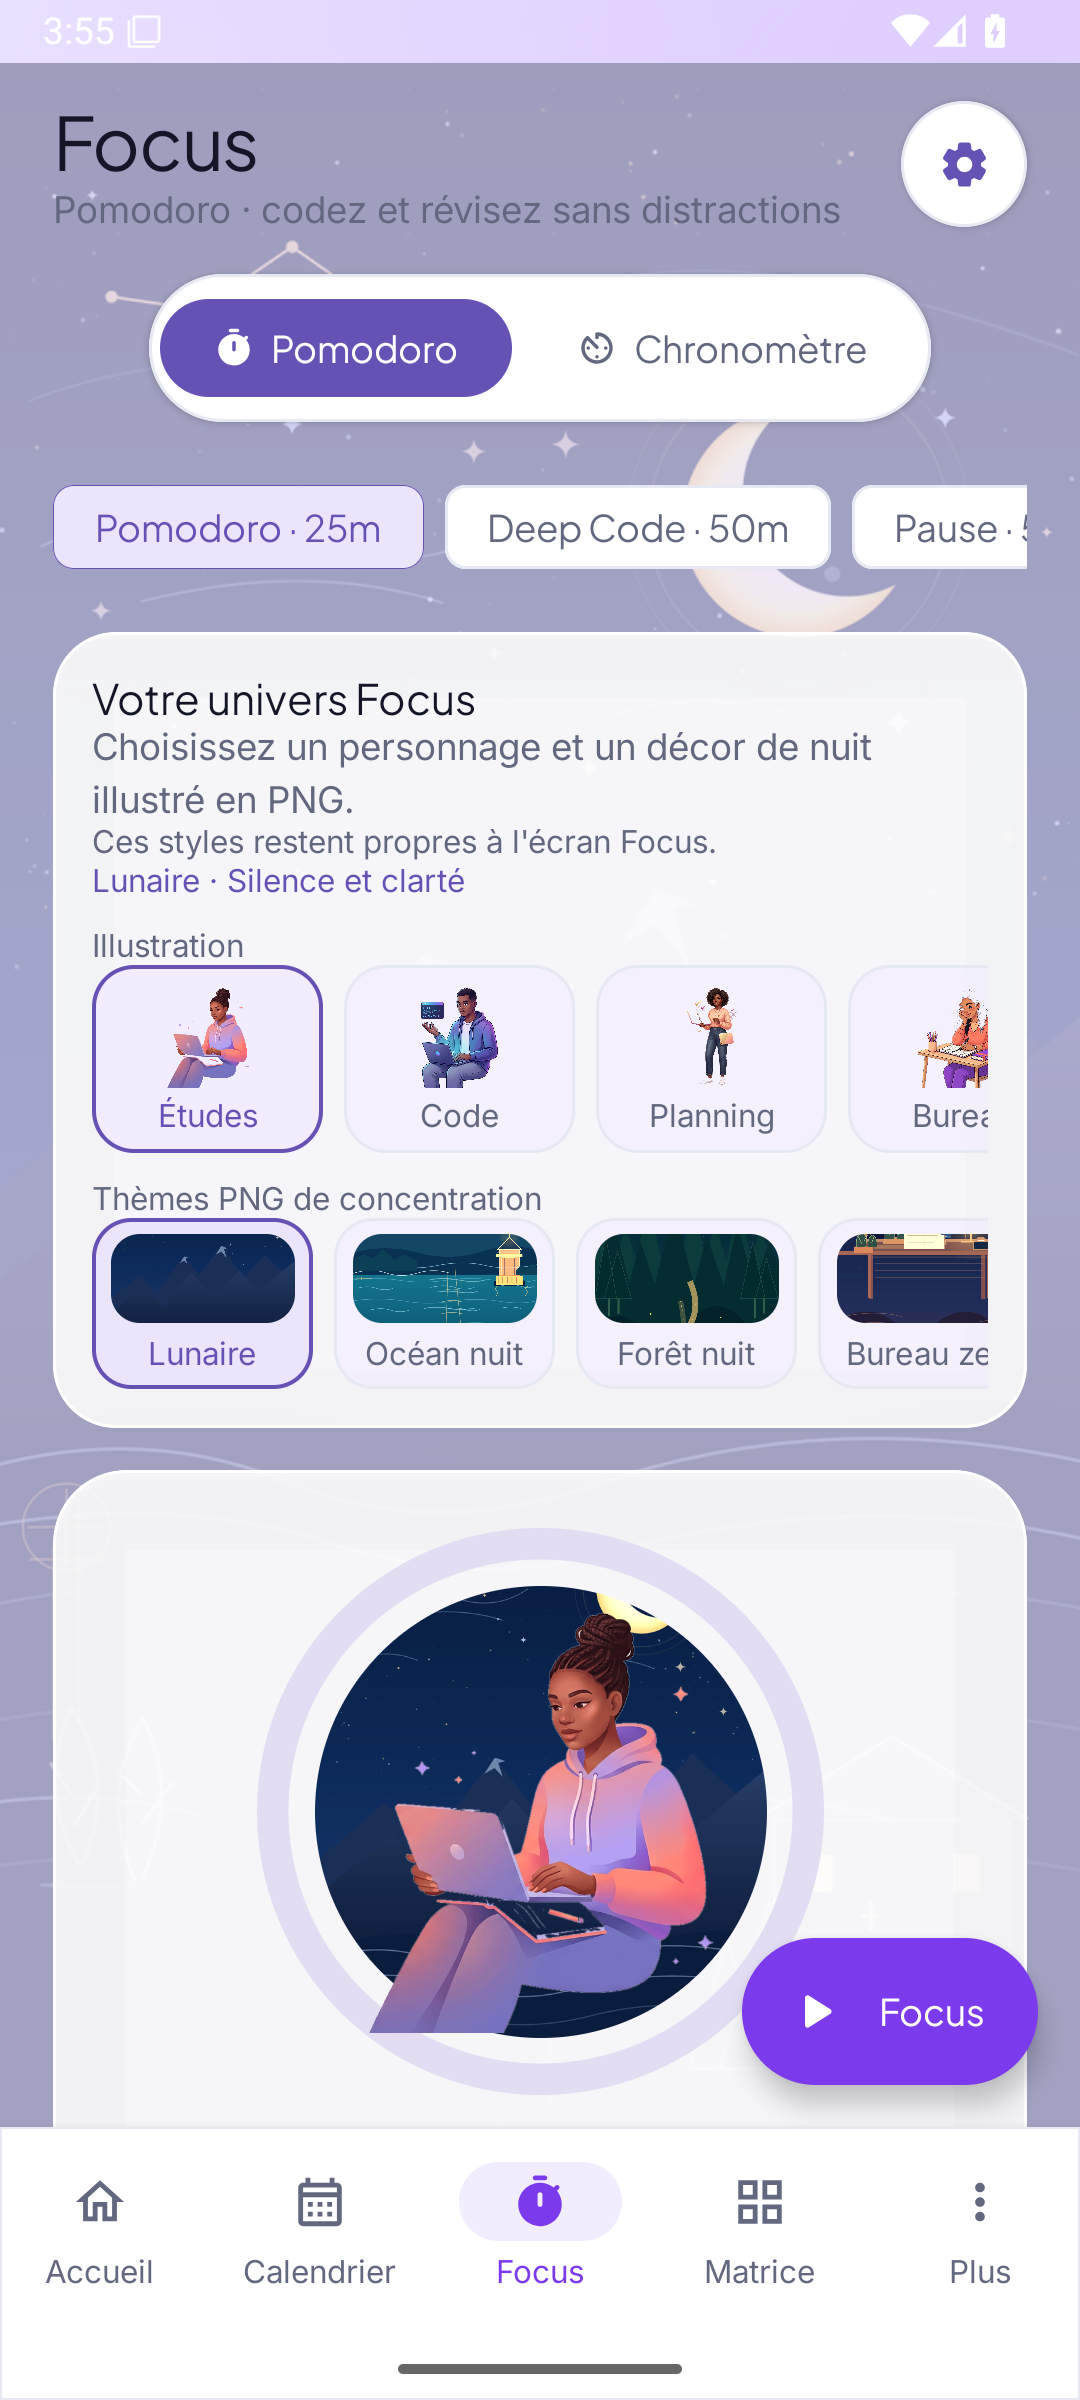 3:55
Focus
Pomodoro · codez et révisez sans distractions
Pomodoro
Chronomètre
Pomodoro · 25m
Deep Code · 50m
Pause ·
Votre univers Focus
Choisissez un personnage et un décor de nuit
illustré en PNG.
Ces styles restent propres à l'écran Focus.
Lunaire · Silence et clarté
Illustration
Études
Code
Planning
Burea
Thèmes PNG de concentration
Lunaire
Océan nuit
Forêt nuit
Bureau ze
Focus
Accueil
Calendrier
Focus
Matrice
Plus